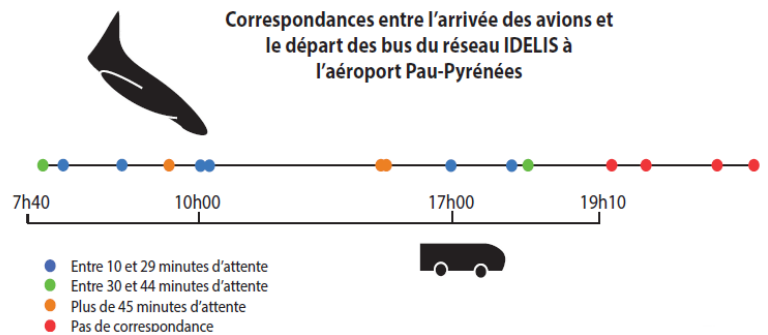 Correspondances entre l'arrivée des avions et
le départ des bus du réseau IDELIS à
l'aéroport Pau-Pyrénées
7h40 10h00 17h00 19h10
Entre 10 et 29 minutes d'attente
Entre 30 et 44 minutes d'attente
Plus de 45 minutes d'attente
Pas de correspondance